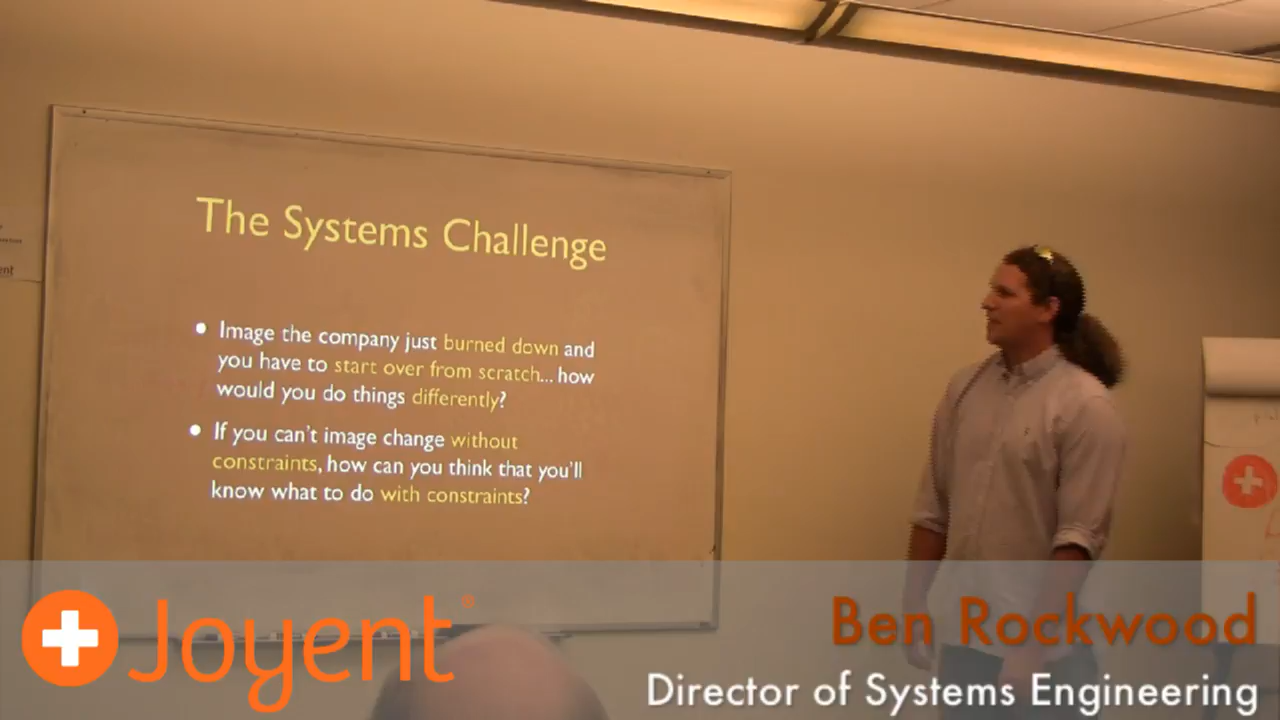 The Systems Challenge
• Image the company just burned down and
you have to start over from scratch... how
would you do things differently?
• If you can't image change without
constraints, how can you think that you'll
know what to do with constraints?
ent
Joyent®
Ben Rockwood
Director of Systems Engineering